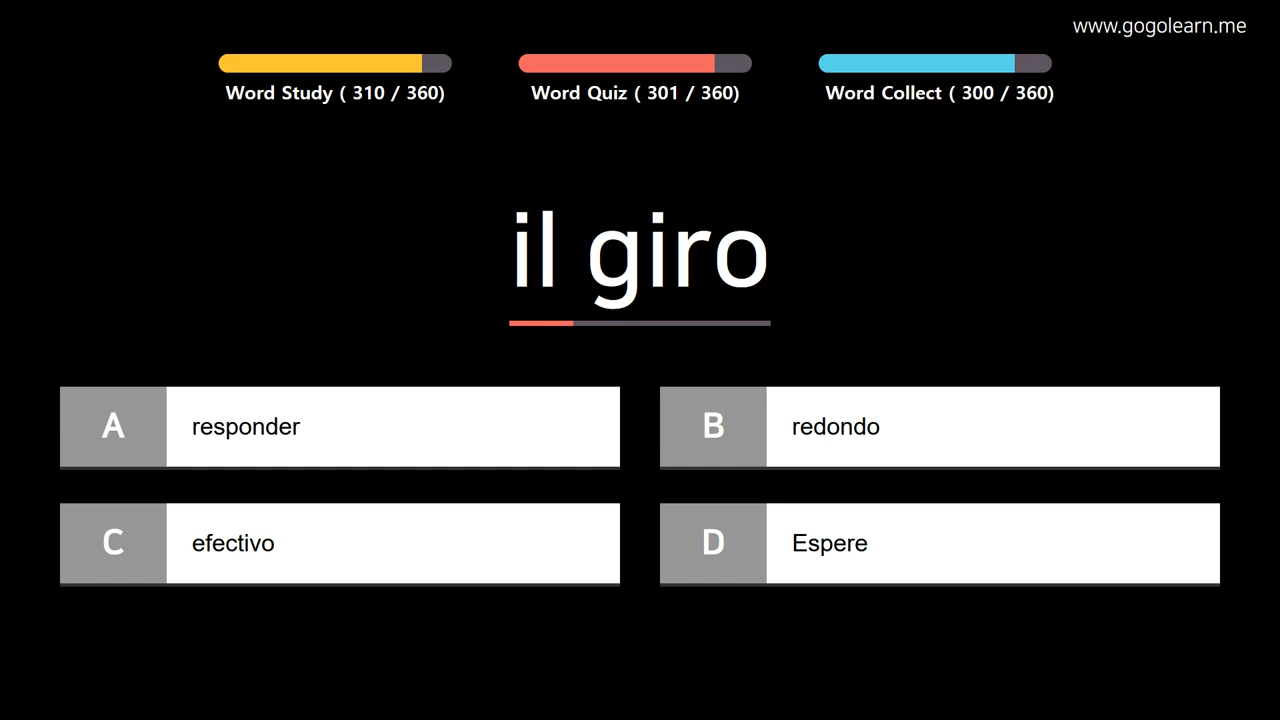 www.gogolearn.me
Word Study ( 310 / 360)
Word Quiz ( 301 / 360)
Word Collect ( 300 / 360)
il giro
A responder
B redondo
C efectivo
D Espere